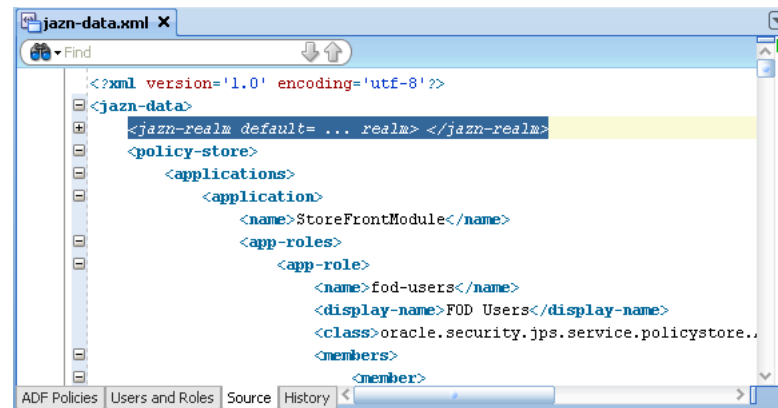 jazn-data.xml
Find
<?xml version='1.0' encoding='utf-8'?>
<jazn-data>
<jazn-realm default= ... realm> </jazn-realm>
<policy-store>
<applications>
<application>
<name>StoreFrontModule</name>
<app-roles>
<app-role>
<name>fod-users</name>
<display-name>FOD Users</display-name>
<class>oracle.security.jps.service.policystore.
<members>
<member>
ADF Policies Users and Roles Source History